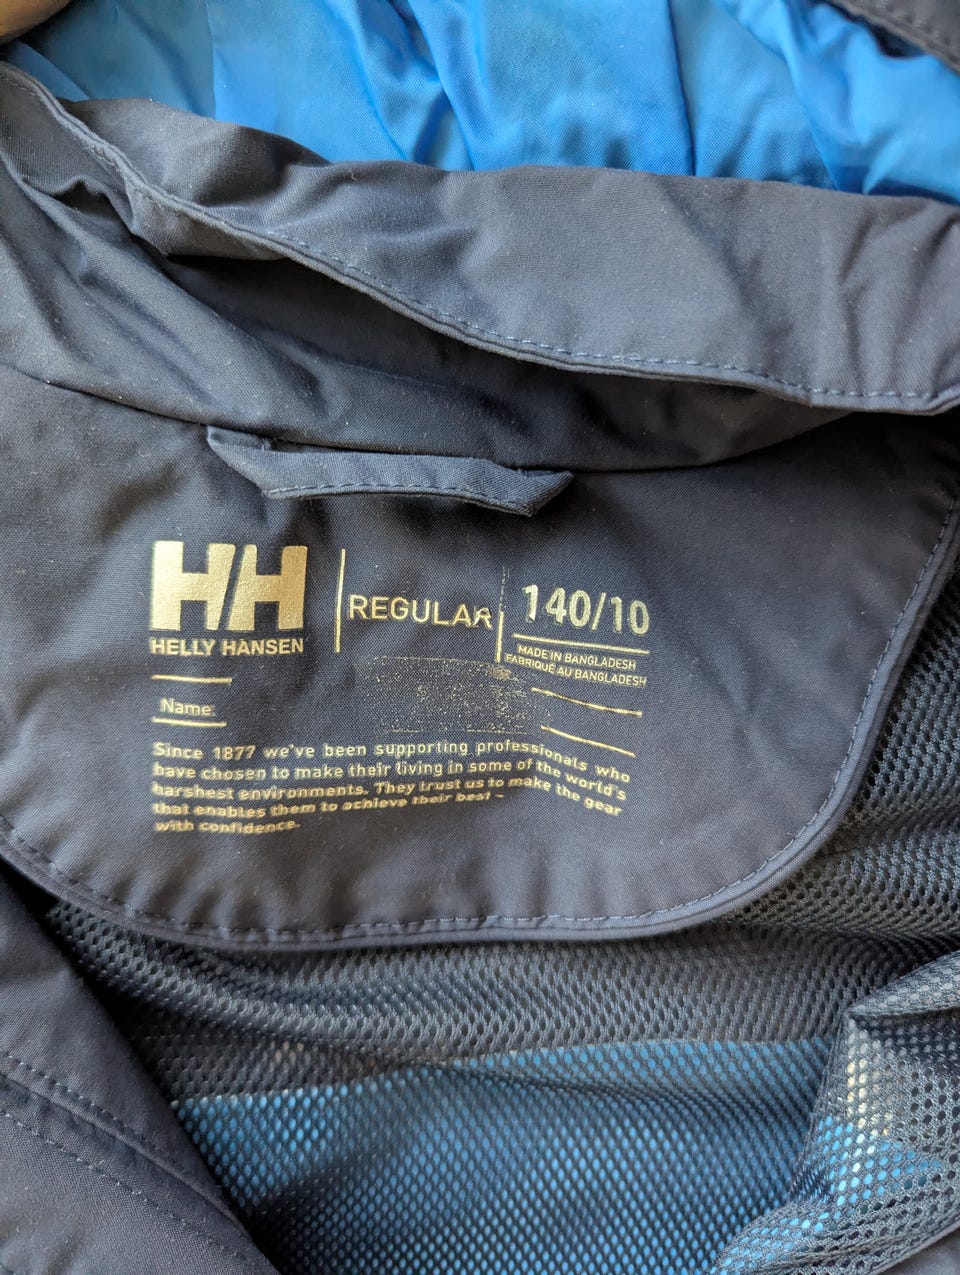 HH
HELLY HANSEN
REGULAR
140/10
MADE IN BANGLADESH
FABRIQUÉ AU BANGLADESH
Name
Since 1877 we've been supporting professionals who
have chosen to make their living in some of the world's
harshest environments. They trust us to make the gear
that enables them to achieve their best –
with confidence.